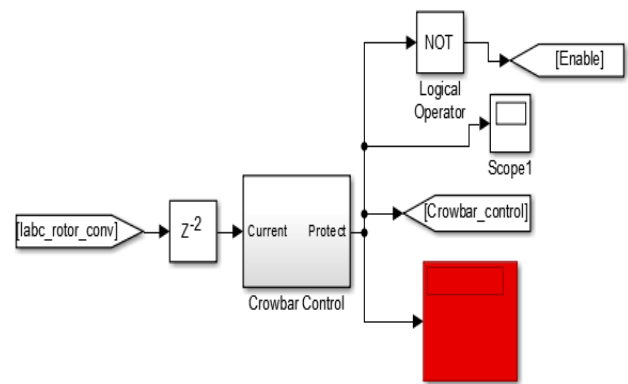 NOT
[Enable]
Logical
Operator
Scope1
[Iabc_rotor_conv]
Z-2
Current
Protect
[Crowbar_control]
Crowbar Control